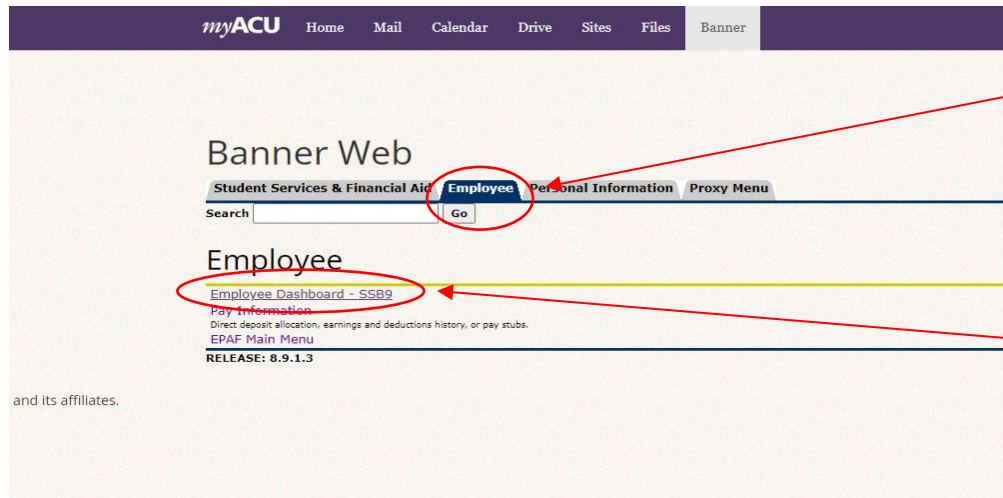 myACU Home Mail Calendar Drive Sites Files Banner
Banner Web
Student Services & Financial Aid Employee Personal Information Proxy Menu
Search Go
Employee
Employee Dashboard - SSB9
Pay Information
Direct deposit allocation, earnings and deductions history, or pay stubs.
EPAF Main Menu
RELEASE: 8.9.1.3
and its affiliates.